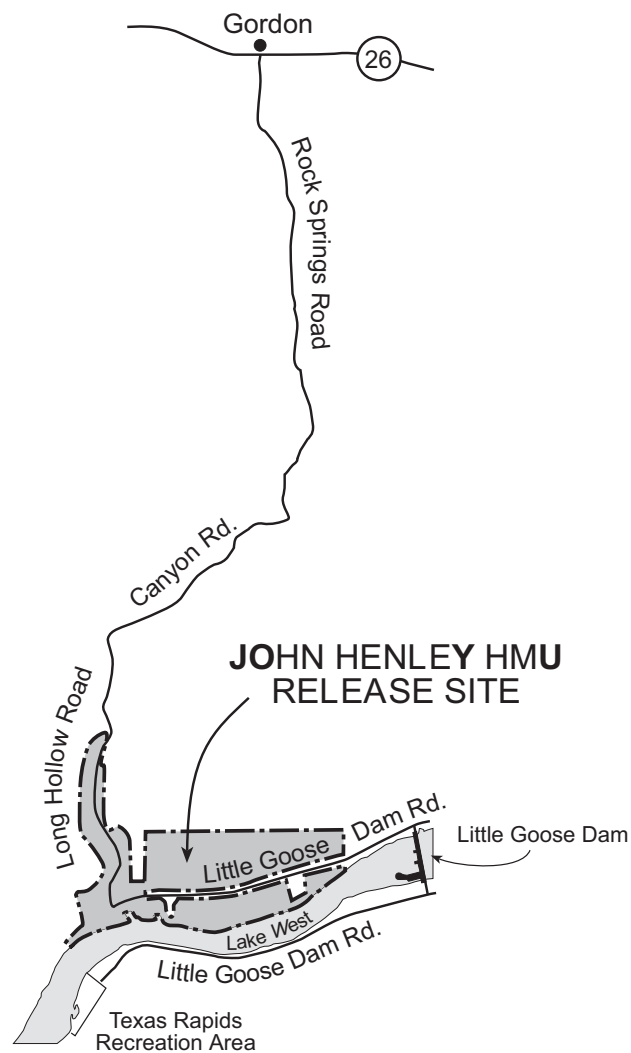 Gordon
26
Rock Springs Road
Canyon Rd.
JOHN HENLEY HMU
RELEASE SITE
Long Hollow Road
Little Goose Dam Rd.
Little Goose Dam
Lake West
Little Goose Dam Rd.
Texas Rapids
Recreation Area